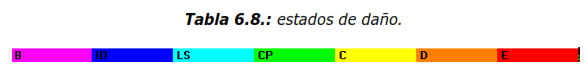 Tabla 6.8.: estados de daño.
B IO LS CP C D E